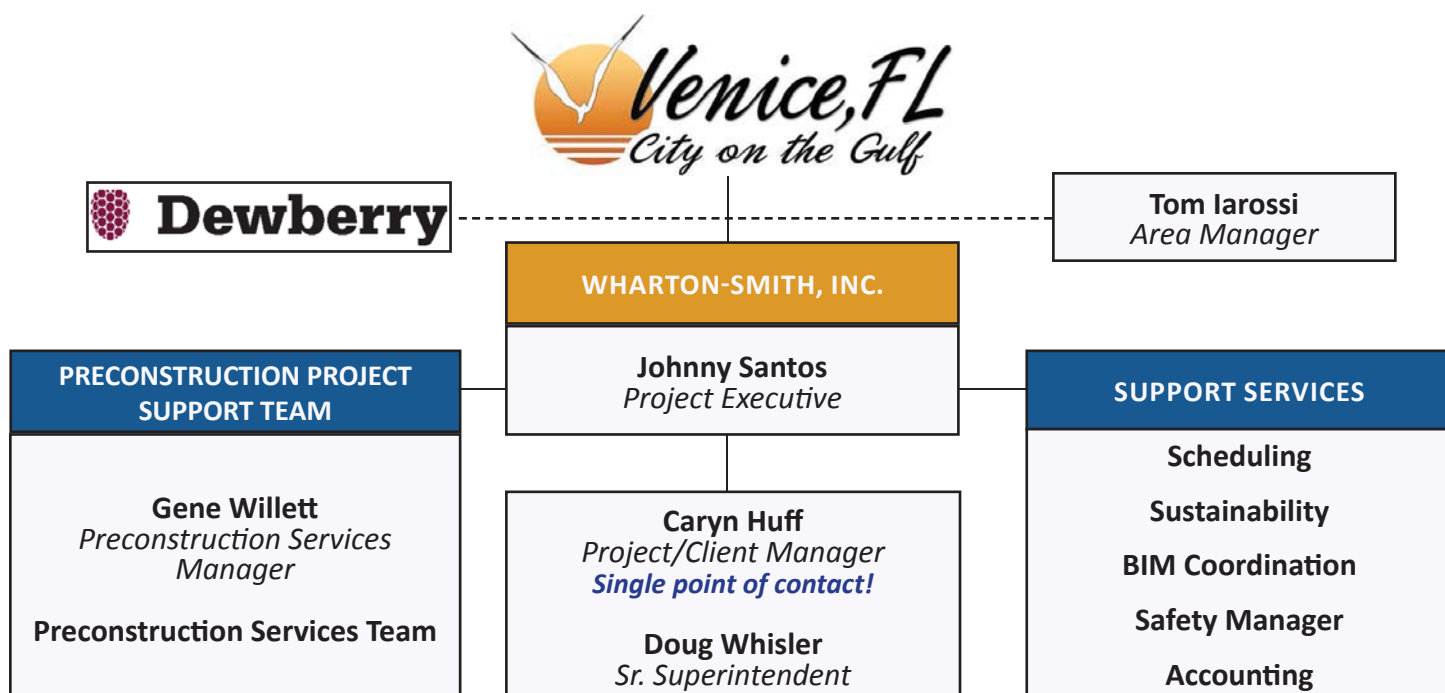 Venice, FL
City on the Gulf
Dewberry
Tom Iarossi
Area Manager
WHARTON-SMITH, INC.
Johnny Santos
Project Executive
PRECONSTRUCTION PROJECT
SUPPORT TEAM
Gene Willett
Preconstruction Services
Manager
Preconstruction Services Team
Caryn Huff
Project/Client Manager
Single point of contact!
Doug Whisler
Sr. Superintendent
SUPPORT SERVICES
Scheduling
Sustainability
BIM Coordination
Safety Manager
Accounting